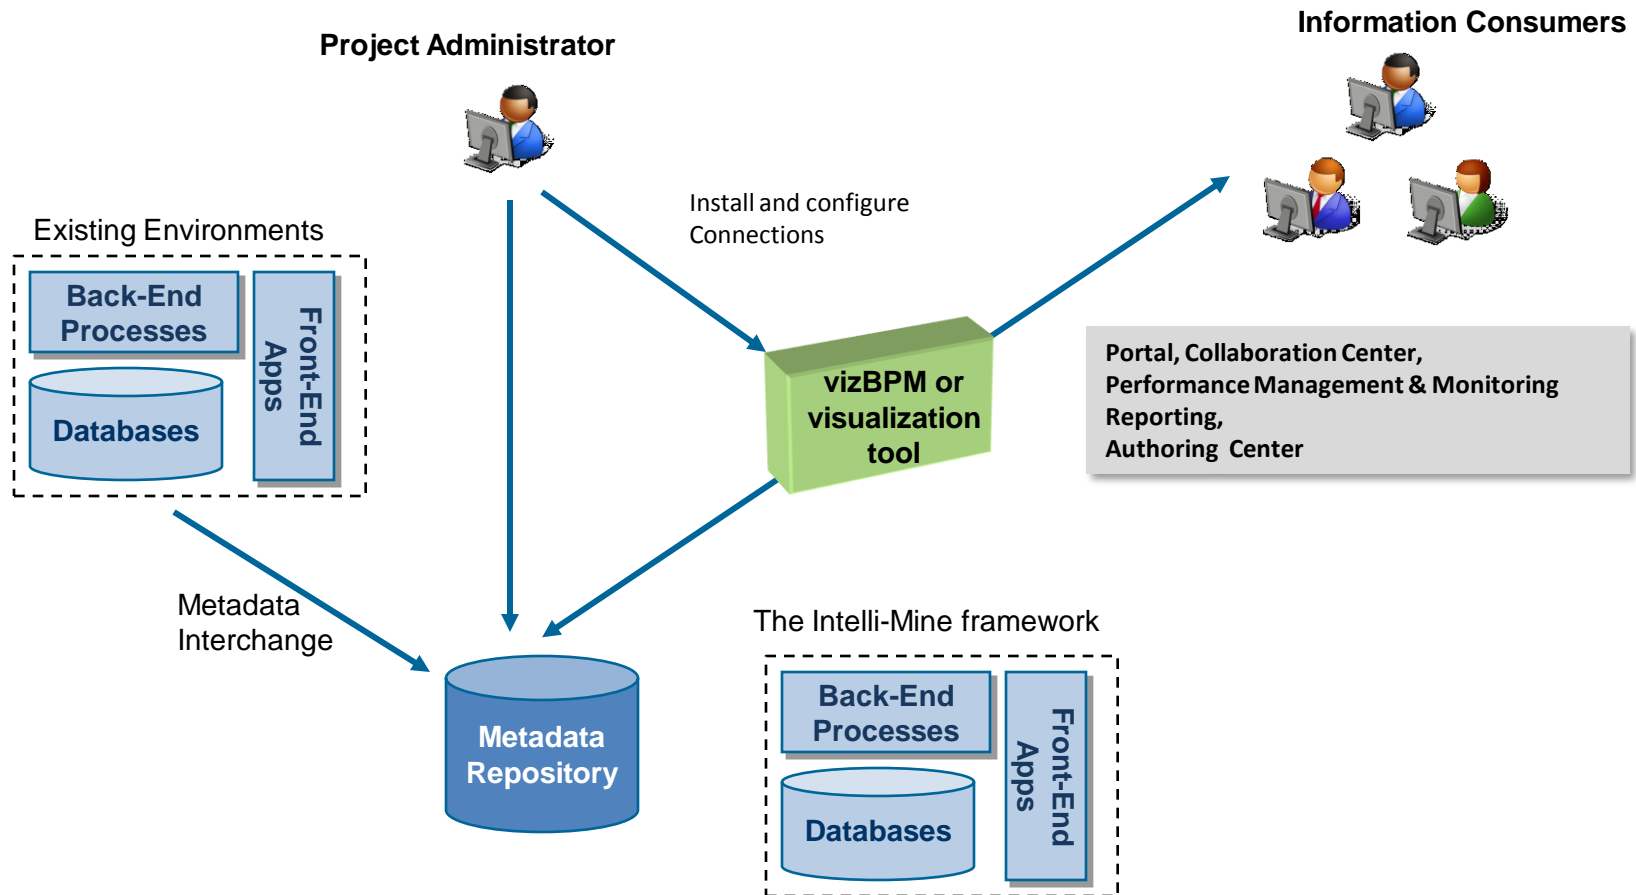 Project Administrator
Information Consumers
Install and configure
Connections
Existing Environments
Back-End
Processes
Front-End
Apps
Databases
vizBPM or
visualization
tool
Portal, Collaboration Center,
Performance Management & Monitoring
Reporting,
Authoring Center
Metadata
Interchange
The Intelli-Mine framework
Metadata
Repository
Back-End
Processes
Front-End
Apps
Databases